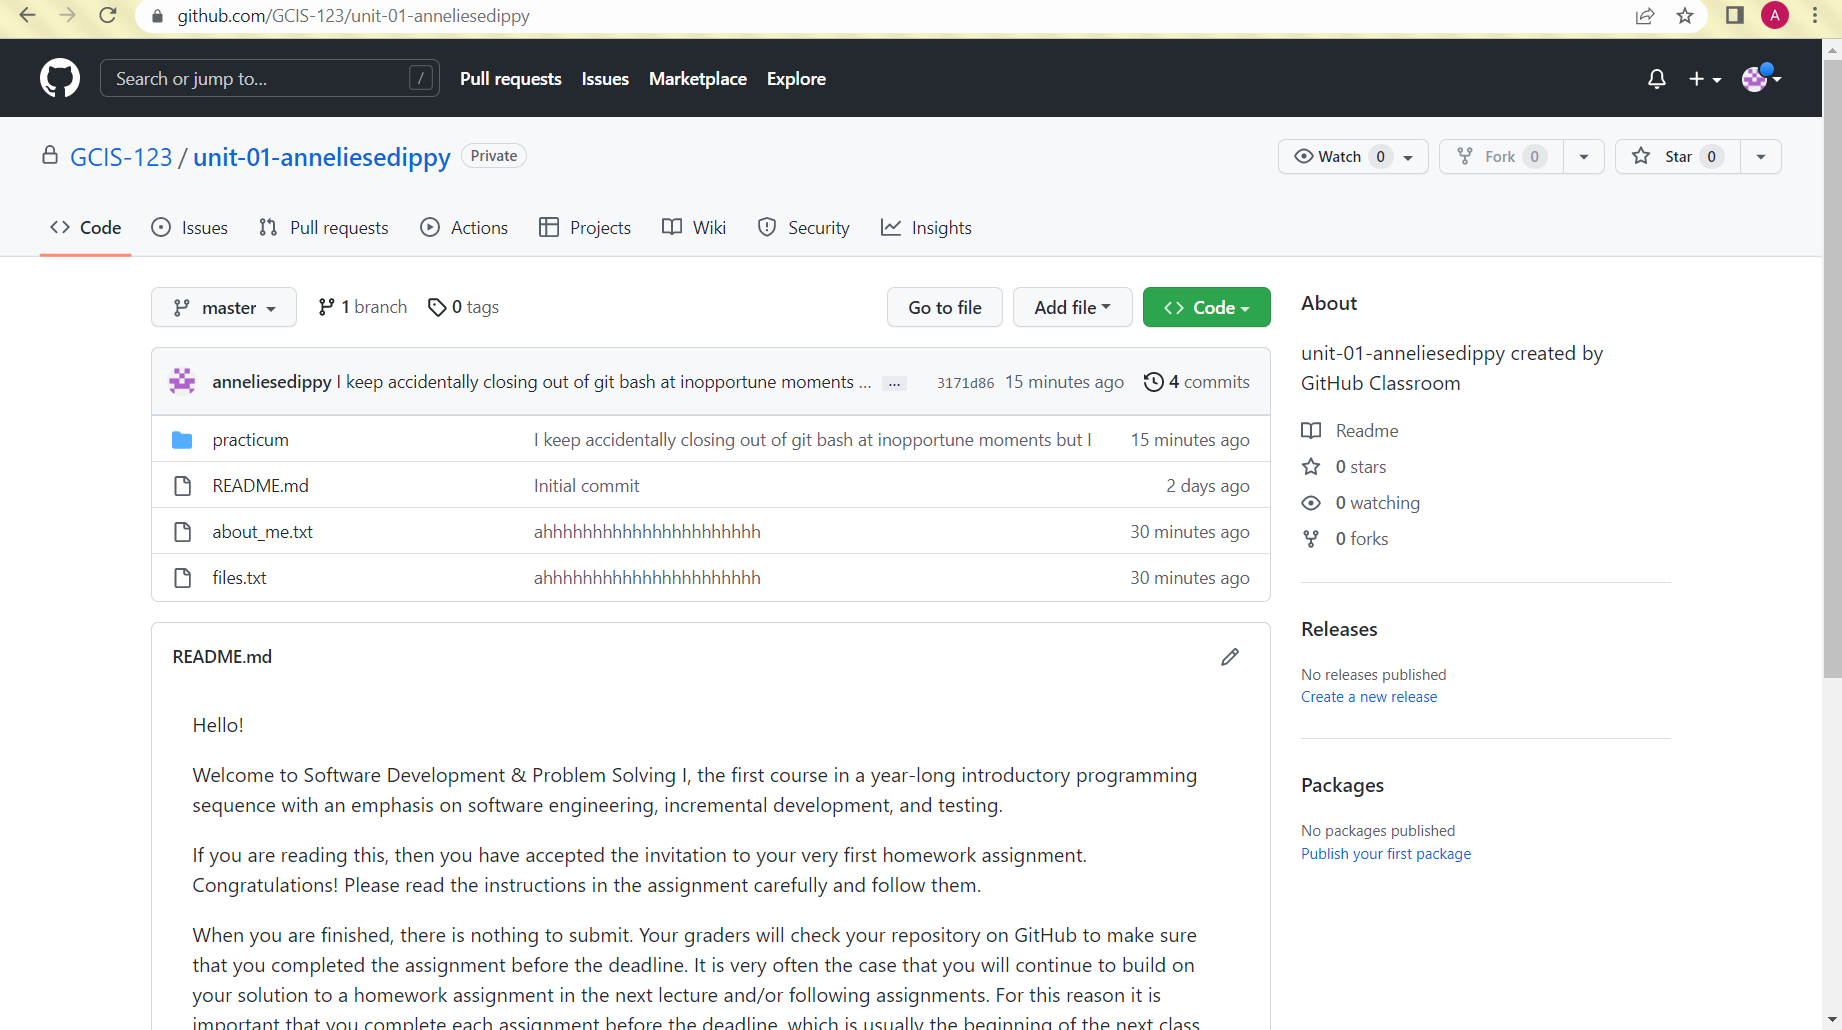 github.com/GCIS-123/unit-01-anneliesedippy
A
Search or jump to...
/
Pull requests Issues Marketplace Explore
GCIS-123 / unit-01-anneliesedippy Private
Watch 0
Fork 0
Star 0
Code Issues Pull requests Actions Projects Wiki Security Insights
master 1 branch 0 tags
Go to file Add file Code
anneliesedippy I keep accidentally closing out of git bash at inopportune moments ... ... 3171d86 15 minutes ago 4 commits
practicum I keep accidentally closing out of git bash at inopportune moments but I 15 minutes ago
README.md Initial commit 2 days ago
about_me.txt ahhhhhhhhhhhhhhhhhhhhhh 30 minutes ago
files.txt ahhhhhhhhhhhhhhhhhhhhhh 30 minutes ago
README.md
Hello!
Welcome to Software Development & Problem Solving I, the first course in a year-long introductory programming
sequence with an emphasis on software engineering, incremental development, and testing.
If you are reading this, then you have accepted the invitation to your very first homework assignment.
Congratulations! Please read the instructions in the assignment carefully and follow them.
When you are finished, there is nothing to submit. Your graders will check your repository on GitHub to make sure
that you completed the assignment before the deadline. It is very often the case that you will continue to build on
your solution to a homework assignment in the next lecture and/or following assignments. For this reason it is
important that you complete each assignment before the deadline, which is usually the beginning of the next class
About
unit-01-anneliesedippy created by
GitHub Classroom
Readme
0 stars
0 watching
0 forks
Releases
No releases published
Create a new release
Packages
No packages published
Publish your first package